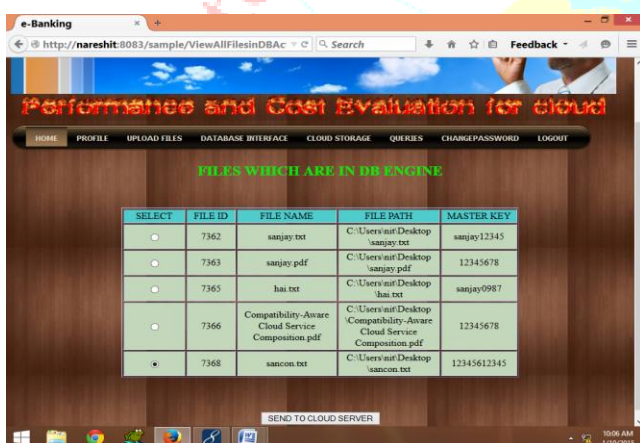 e-Banking
http://nareshit:8083/sample/ViewAllFilesinDBAc Search Feedback
Performance and Cost Evaluation for cloud
HOME PROFILE UPLOAD FILES DATABASE INTERFACE CLOUD STORAGE QUERIES CHANGEPASSWORD LOGOUT
FILES WHICH ARE IN DB ENGINE
SELECT FILE ID FILE NAME FILE PATH MASTER KEY
7362 sanjay.txt C:\Users\nit\Desktop\sanjay.txt sanjay12345
7363 sanjay.pdf C:\Users\nit\Desktop\sanjay.pdf 12345678
7365 hai.txt C:\Users\nit\Desktop\hai.txt sanjay0987
7366 Compatibility-Aware Cloud Service Composition.pdf C:\Users\nit\Desktop\Compatibility-Aware Cloud Service Composition.pdf 12345678
7368 sancon.txt C:\Users\nit\Desktop\sancon.txt 12345612345
SEND TO CLOUD SERVER
10:06 AM